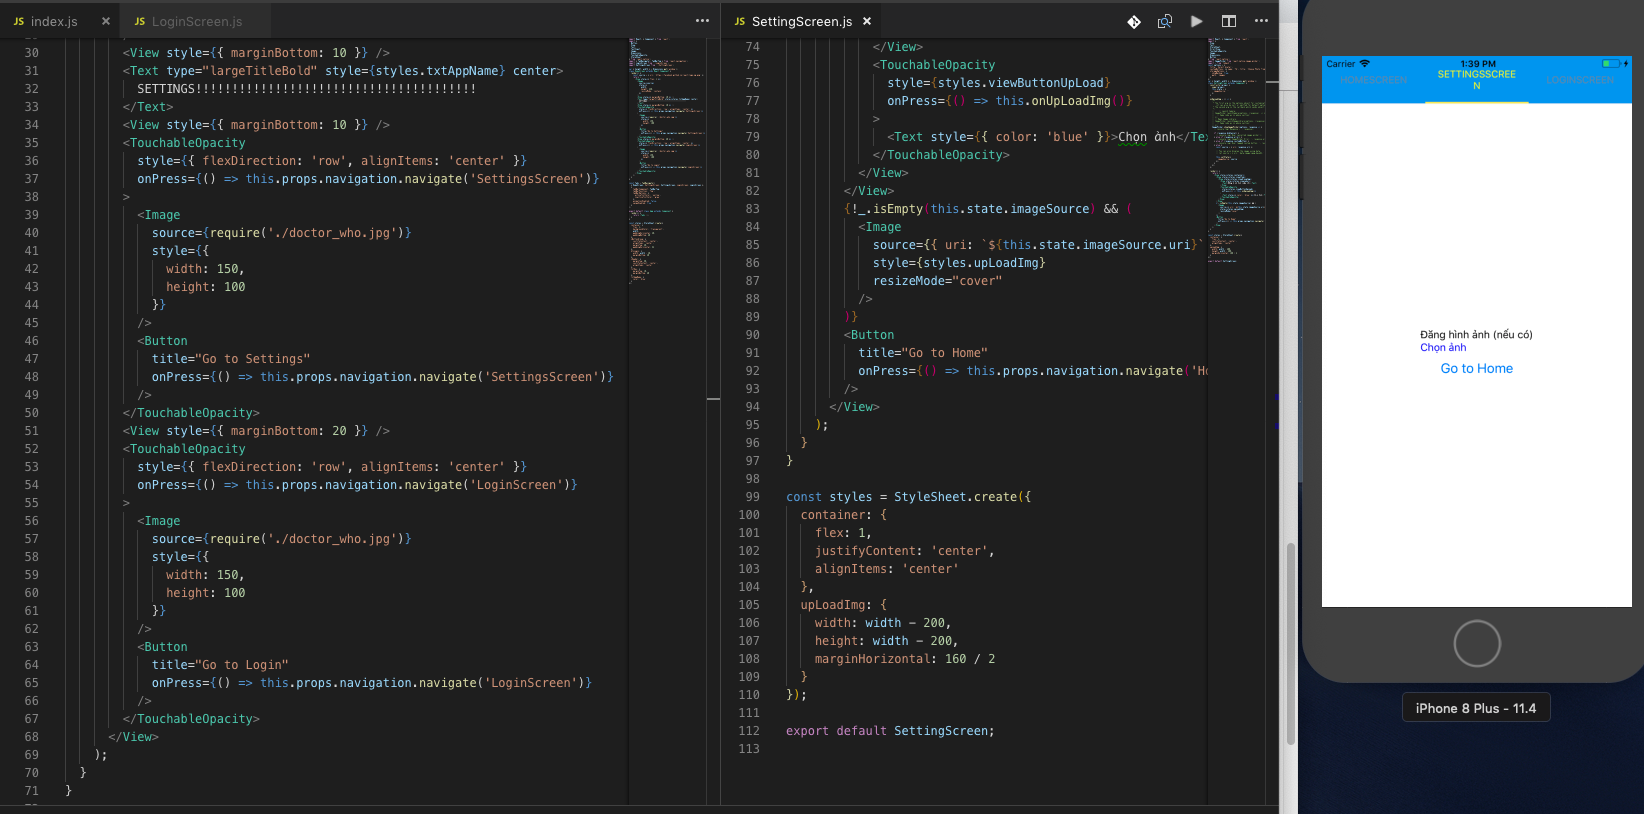 JS index.js ×
JS LoginScreen.js
30 <View style={{ marginBottom: 10 }} />
31 <Text type="largeTitleBold" style={styles.txtAppName} center>
32 SETTINGS!!!!!!!!!!!!!!!!!!!!!!!!!!!!!!!!!!!!!!!
33 </Text>
34 <View style={{ marginBottom: 10 }} />
35 <TouchableOpacity
36 style={{ flexDirection: 'row', alignItems: 'center' }}
37 onPress={() => this.props.navigation.navigate('SettingsScreen')}
38 >
39 <Image
40 source={require('./doctor_who.jpg')}
41 style={{
42 width: 150,
43 height: 100
44 }}
45 />
46 <Button
47 title="Go to Settings"
48 onPress={() => this.props.navigation.navigate('SettingsScreen')}
49 />
50 </TouchableOpacity>
51 <View style={{ marginBottom: 20 }} />
52 <TouchableOpacity
53 style={{ flexDirection: 'row', alignItems: 'center' }}
54 onPress={() => this.props.navigation.navigate('LoginScreen')}
55 >
56 <Image
57 source={require('./doctor_who.jpg')}
58 style={{
59 width: 150,
60 height: 100
61 }}
62 />
63 <Button
64 title="Go to Login"
65 onPress={() => this.props.navigation.navigate('LoginScreen')}
66 />
67 </TouchableOpacity>
68 </View>
69 );
70 }
71 }
JS SettingScreen.js ×
74 </View>
75 <TouchableOpacity
76 style={styles.viewButtonUpLoad}
77 onPress={() => this.onUpLoadImg()}
78 >
79 <Text style={{ color: 'blue' }}>Chọn ảnh</Te
80 </TouchableOpacity>
81 </View>
82 </View>
83 {!_.isEmpty(this.state.imageSource) && (
84 <Image
85 source={{ uri: `${this.state.imageSource.uri}`
86 style={styles.upLoadImg}
87 resizeMode="cover"
88 />
89 )}
90 <Button
91 title="Go to Home"
92 onPress={() => this.props.navigation.navigate('Ho
93 />
94 </View>
95 );
96 }
97 }
98
99 const styles = StyleSheet.create({
100 container: {
101 flex: 1,
102 justifyContent: 'center',
103 alignItems: 'center'
104 },
105 upLoadImg: {
106 width: width - 200,
107 height: width - 200,
108 marginHorizontal: 160 / 2
109 }
110 });
111
112 export default SettingScreen;
113
Carrier 1:39 PM
HOMESCREEN SETTINGSSCREE LOGINSCREEN
N
Đăng hình ảnh (nếu có)
Chọn ảnh
Go to Home
iPhone 8 Plus - 11.4